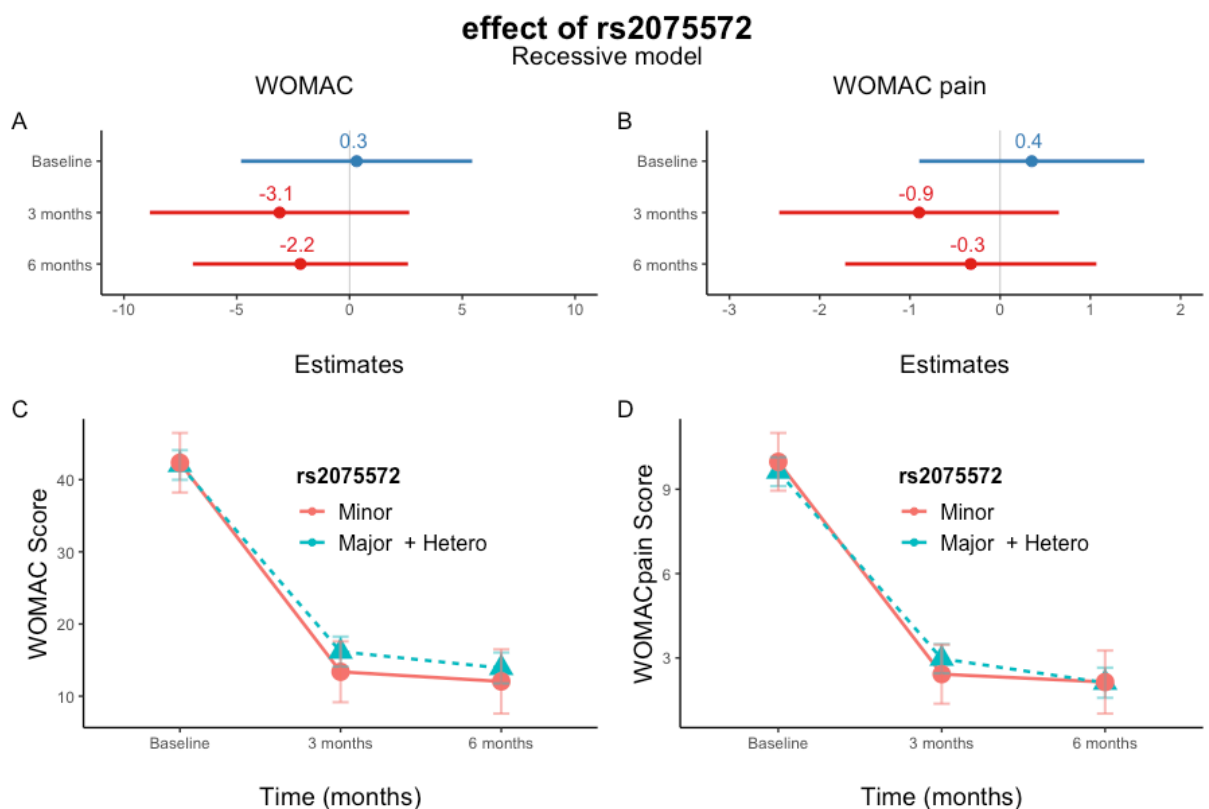 effect of rs2075572
Recessive model
WOMAC
WOMAC pain
A
Baseline
3 months
6 months
0.3
-3.1
-2.2
-10 -5 0 5 10
Estimates
B
Baseline
3 months
6 months
0.4
-0.9
-0.3
-3 -2 -1 0 1 2
Estimates
C
WOMAC Score
40
30
20
10
rs2075572
Minor
Major + Hetero
Baseline 3 months 6 months
Time (months)
D
WOMACpain Score
9
6
3
rs2075572
Minor
Major + Hetero
Baseline 3 months 6 months
Time (months)